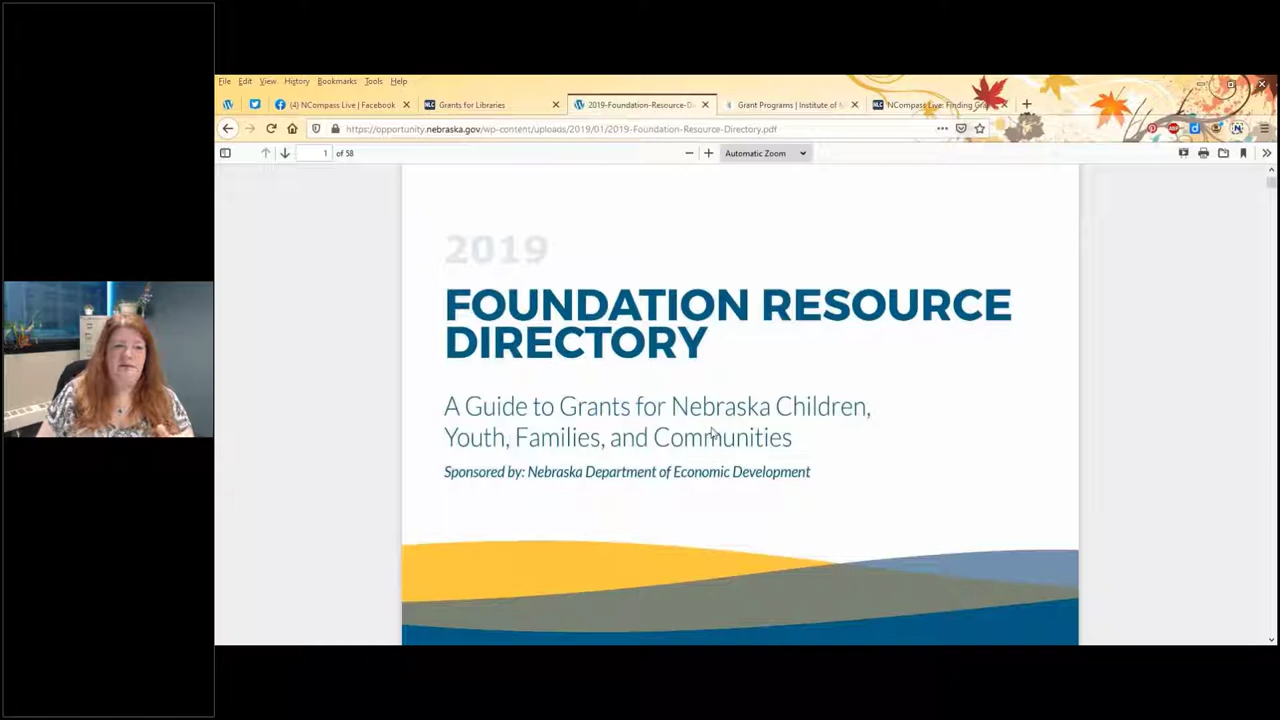 File Edit View History Bookmarks Tools Help
(4) NCompass Live | Facebook
Grants for Libraries
2019-Foundation-Resource-D
Grant Programs | Institute of
NCompass Live: Finding Gra
https://opportunity.nebraska.gov/wp-content/uploads/2019/01/2019-Foundation-Resource-Directory.pdf
1 of 58
Automatic Zoom
2019
FOUNDATION RESOURCE
DIRECTORY
A Guide to Grants for Nebraska Children,
Youth, Families, and Communities
Sponsored by: Nebraska Department of Economic Development